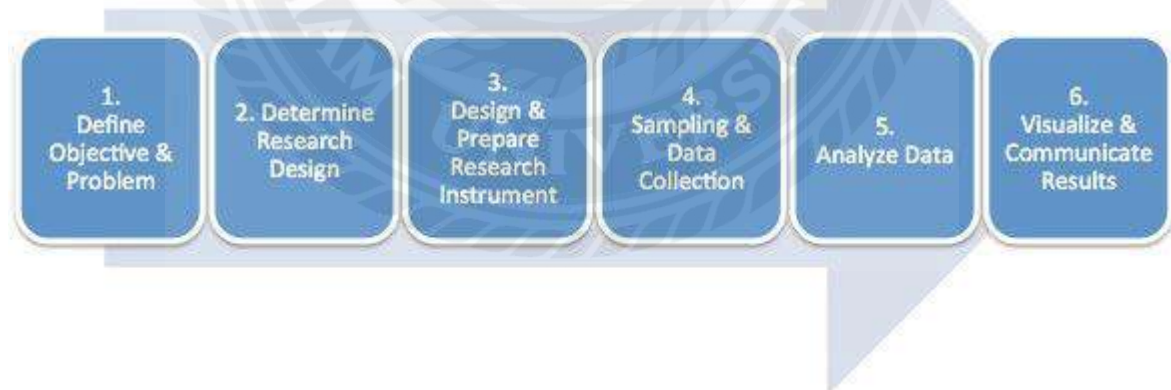 1.
Define
Objective &
Problem
2. Determine
Research
Design
3.
Design &
Prepare
Research
Instrument
4.
Sampling &
Data
Collection
5.
Analyze Data
6.
Visualize &
Communicate
Results